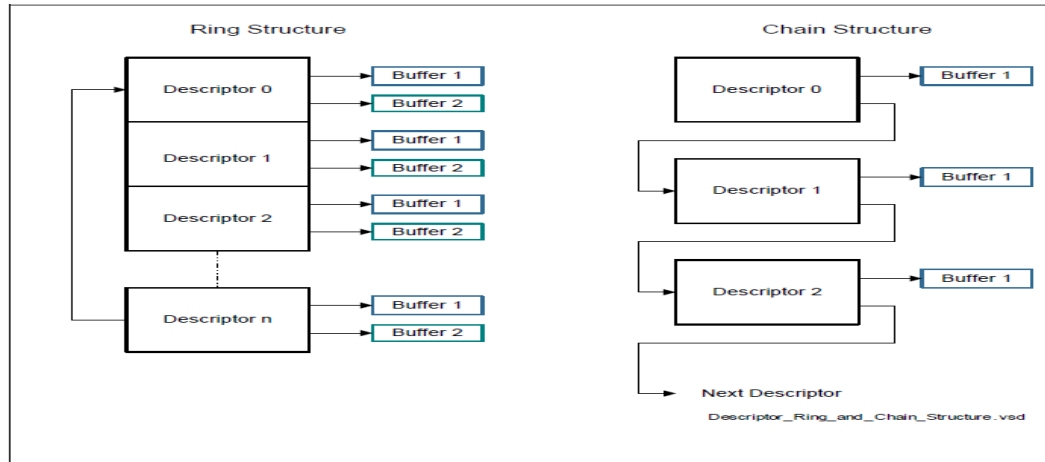 Ring Structure
Descriptor 0
Buffer 1
Buffer 2
Descriptor 1
Buffer 1
Buffer 2
Descriptor 2
Buffer 1
Buffer 2
Descriptor n
Buffer 1
Buffer 2
Chain Structure
Descriptor 0
Buffer 1
Descriptor 1
Buffer 1
Descriptor 2
Buffer 1
Next Descriptor
Descriptor_Ring_and_Chain_Structure.vsd